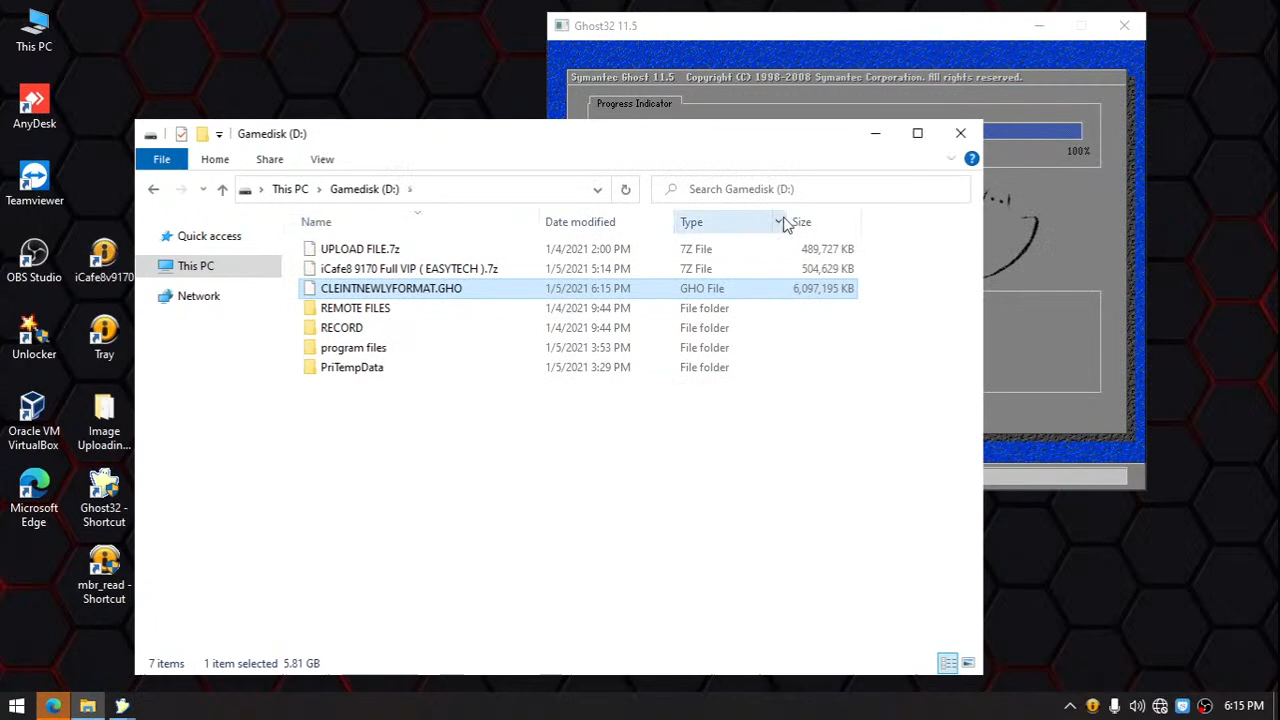 This PC
AnyDesk
Teamviewer
OBS Studio
iCafe8v9170
Unlocker
Tray
Oracle VM
VirtualBox
Image
Uploadin...
Microsoft
Edge
Ghost32 -
Shortcut
mbr_read -
Shortcut
Ghost32 11.5
Symantec Ghost 11.5 Copyright (C) 1998-2008 Symantec Corporation. All rights reserved.
Progress Indicator
100%
Gamedisk (D:)
File Home Share View
This PC Gamedisk (D:)
Search Gamedisk (D:)
Quick access
This PC
Network
Name Date modified Type Size
UPLOAD FILE.7z 1/4/2021 2:00 PM 7Z File 489,727 KB
iCafe8 9170 Full VIP ( EASYTECH ).7z 1/5/2021 5:14 PM 7Z File 504,629 KB
CLEINTNEWLYFORMAT.GHO 1/5/2021 6:15 PM GHO File 6,097,195 KB
REMOTE FILES 1/4/2021 9:44 PM File folder
RECORD 1/4/2021 9:44 PM File folder
program files 1/5/2021 3:53 PM File folder
PriTempData 1/5/2021 3:29 PM File folder
7 items 1 item selected 5.81 GB
6:15 PM